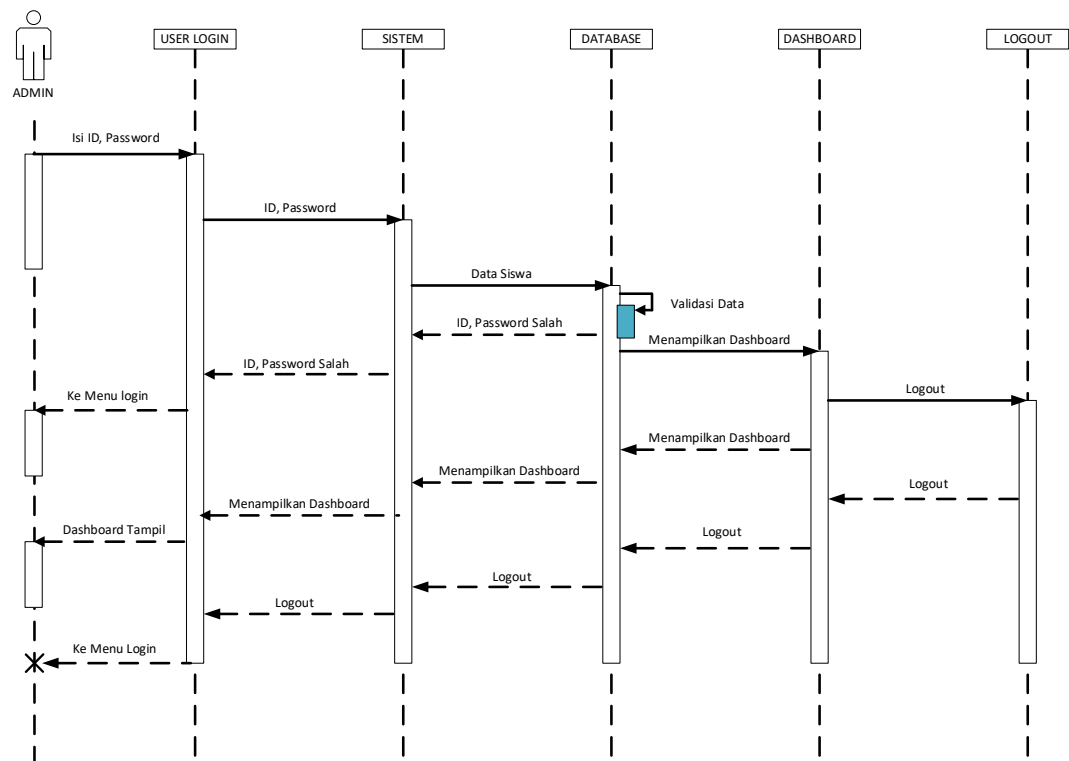 USER LOGIN
SISTEM
DATABASE
DASHBOARD
LOGOUT
ADMIN
Isi ID, Password
ID, Password
Data Siswa
Validasi Data
ID, Password Salah
Menampilkan Dashboard
ID, Password Salah
Ke Menu login
Logout
Menampilkan Dashboard
Menampilkan Dashboard
Logout
Menampilkan Dashboard
Dashboard Tampil
Logout
Logout
Logout
Ke Menu Login